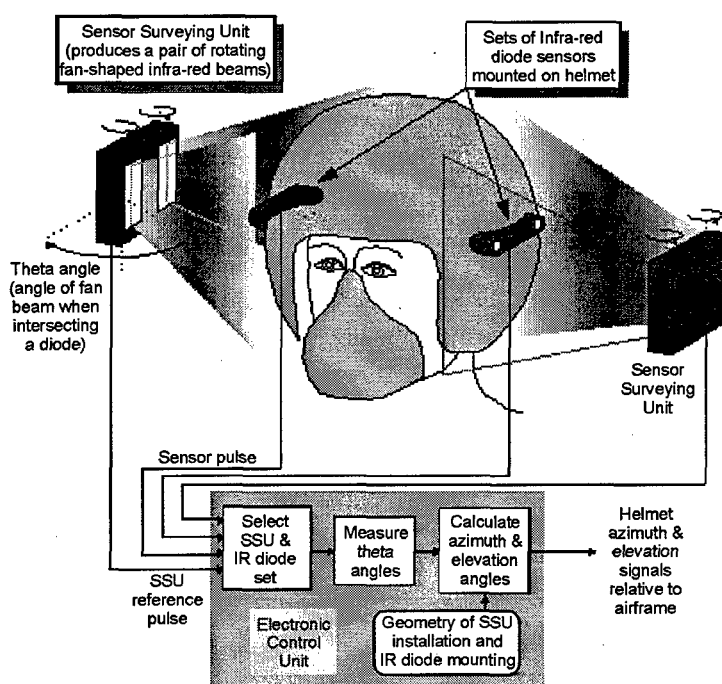 Sensor Surveying Unit
(produces a pair of rotating
fan-shaped infra-red beams)
Sets of Infra-red
diode sensors
mounted on helmet
Theta angle
(angle of fan
beam when
intersecting
a diode)
Sensor
Surveying
Unit
Sensor pulse
SSU
reference
pulse
Select
SSU &
IR diode
set
Measure
theta
angles
Calculate
azimuth &
elevation
angles
Helmet
azimuth &
elevation
signals
relative to
airframe
Electronic
Control
Unit
Geometry of SSU
installation and
IR diode mounting